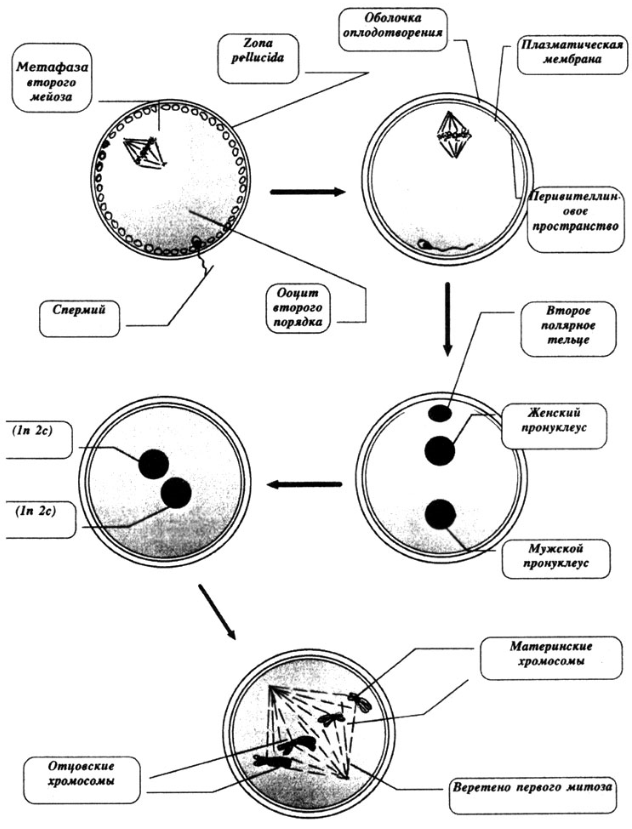 Оболочка
оплодотворения
Zona
pellucida
Плазматическая
мембрана
Метафаза
второго
мейоза
Перивителлин-
овое
пространство
Спермий
Ооцит
второго
порядка
Второе
полярное
тельце
Женский
пронуклеус
(1n 2c)
(1n 2c)
Мужской
пронуклеус
Материнские
хромосомы
Отцовские
хромосомы
Веретено первого митоза